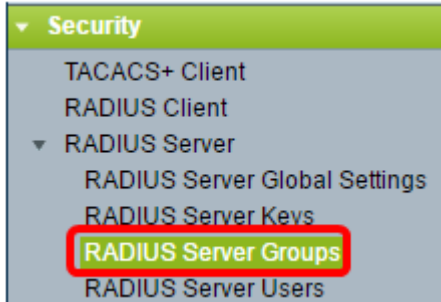 Security
TACACS+ Client
RADIUS Client
RADIUS Server
RADIUS Server Global Settings
RADIUS Server Keys
RADIUS Server Groups
RADIUS Server Users